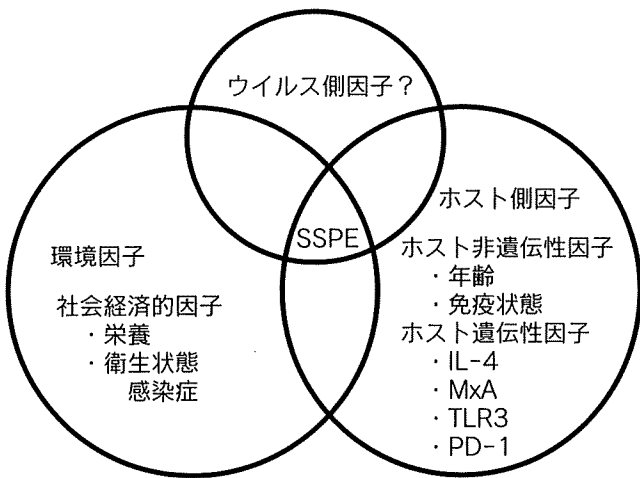 ウイルス側因子？
SSPE
環境因子
社会経済的因子
・栄養
・衛生状態
感染症
ホスト側因子
ホスト非遺伝性因子
・年齢
・免疫状態
ホスト遺伝性因子
・IL-4
・MxA
・TLR3
・PD-1